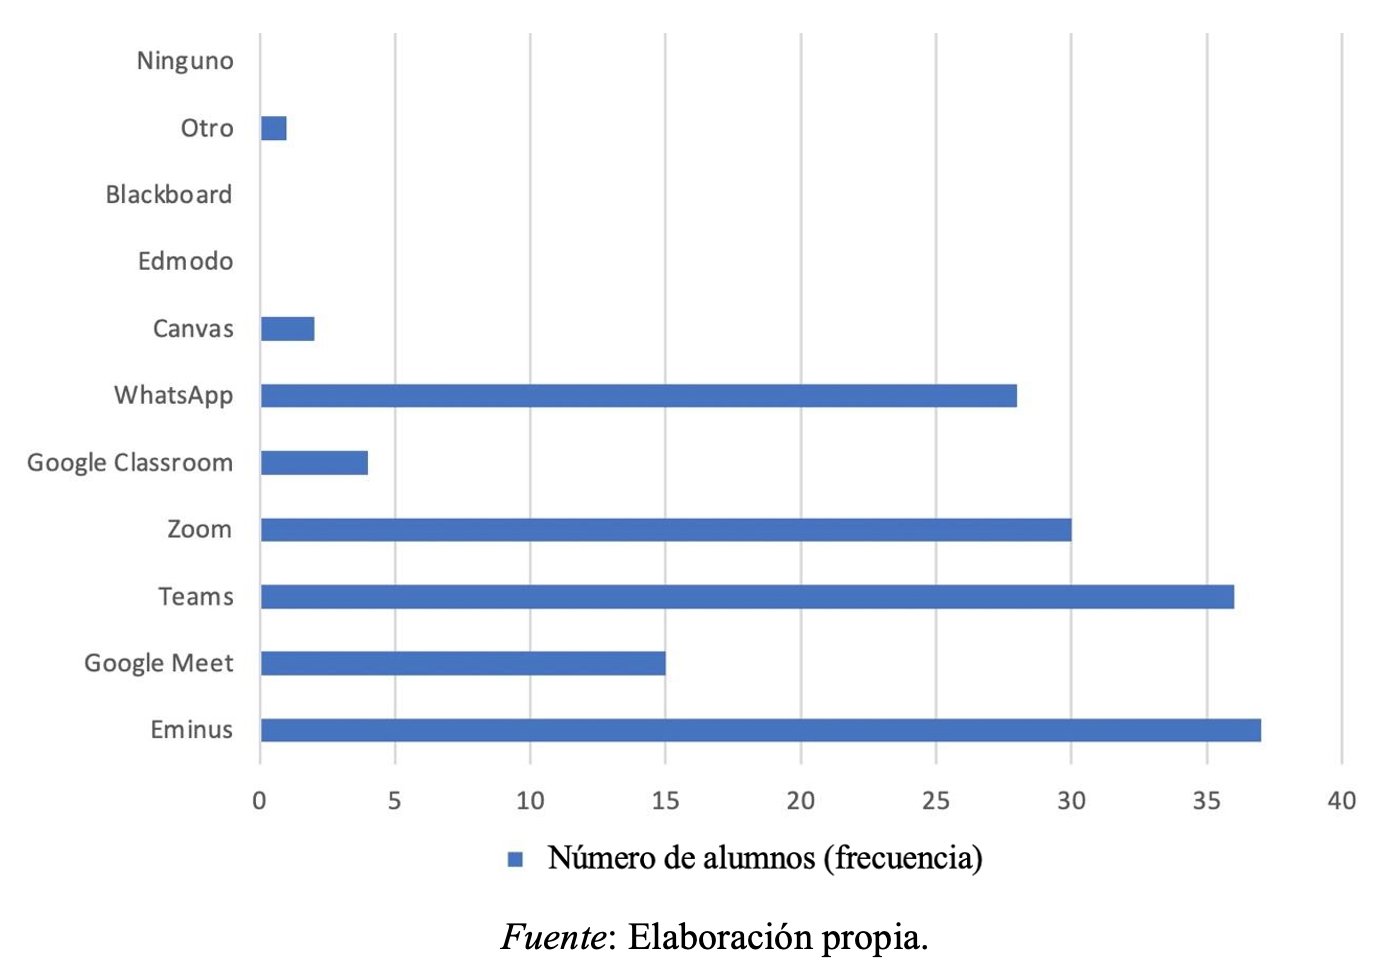 Ninguno
Otro
Blackboard
Edmodo
Canvas
WhatsApp
Google Classroom
Zoom
Teams
Google Meet
Eminus
0 5 10 15 20 25 30 35 40
Número de alumnos (frecuencia)
Fuente: Elaboración propia.